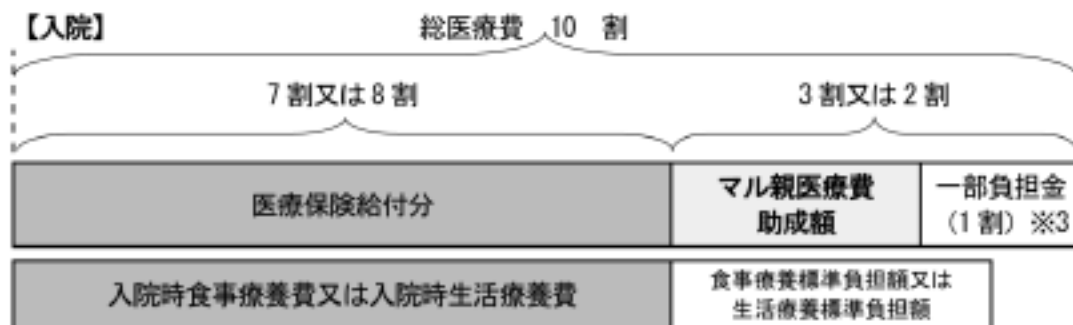 【入院】
総医療費 10 割
7割又は8割
3割又は2割
医療保険給付分
マル親医療費
助成額
一部負担金
(1割)※3
入院時食事療養費又は入院時生活療養費
食事療養標準負担額又は
生活療養標準負担額